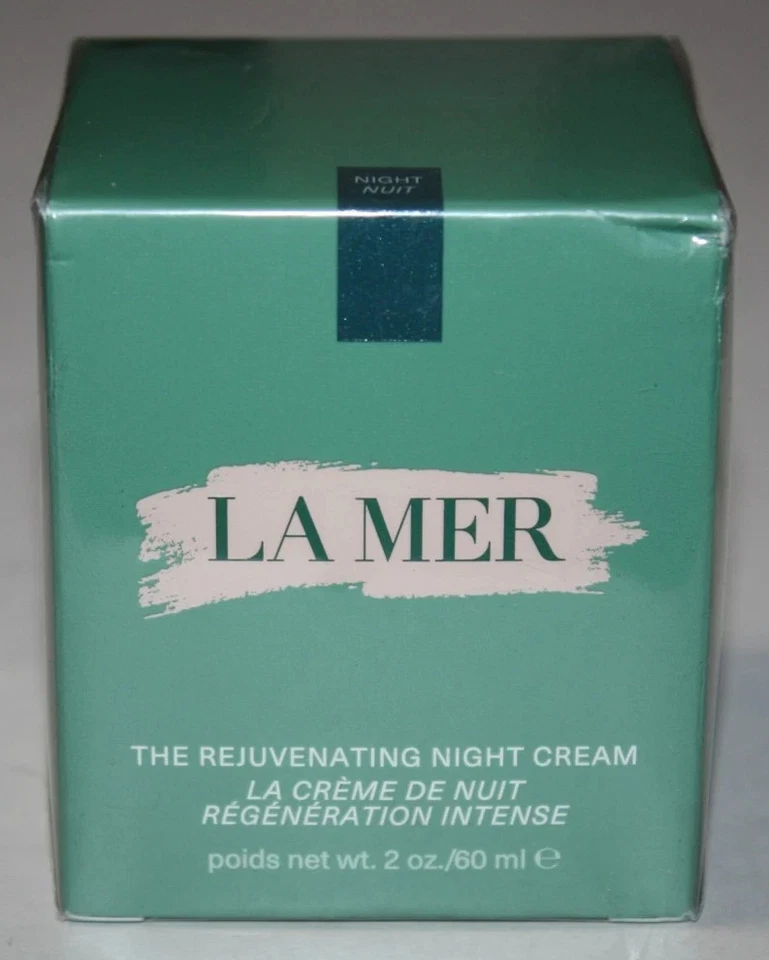 NIGHT
NUIT
LA MER
THE REJUVENATING NIGHT CREAM
LA CRÈME DE NUIT
RÉGÉNÉRATION INTENSE
poids net wt. 2 oz./60 ml ℮